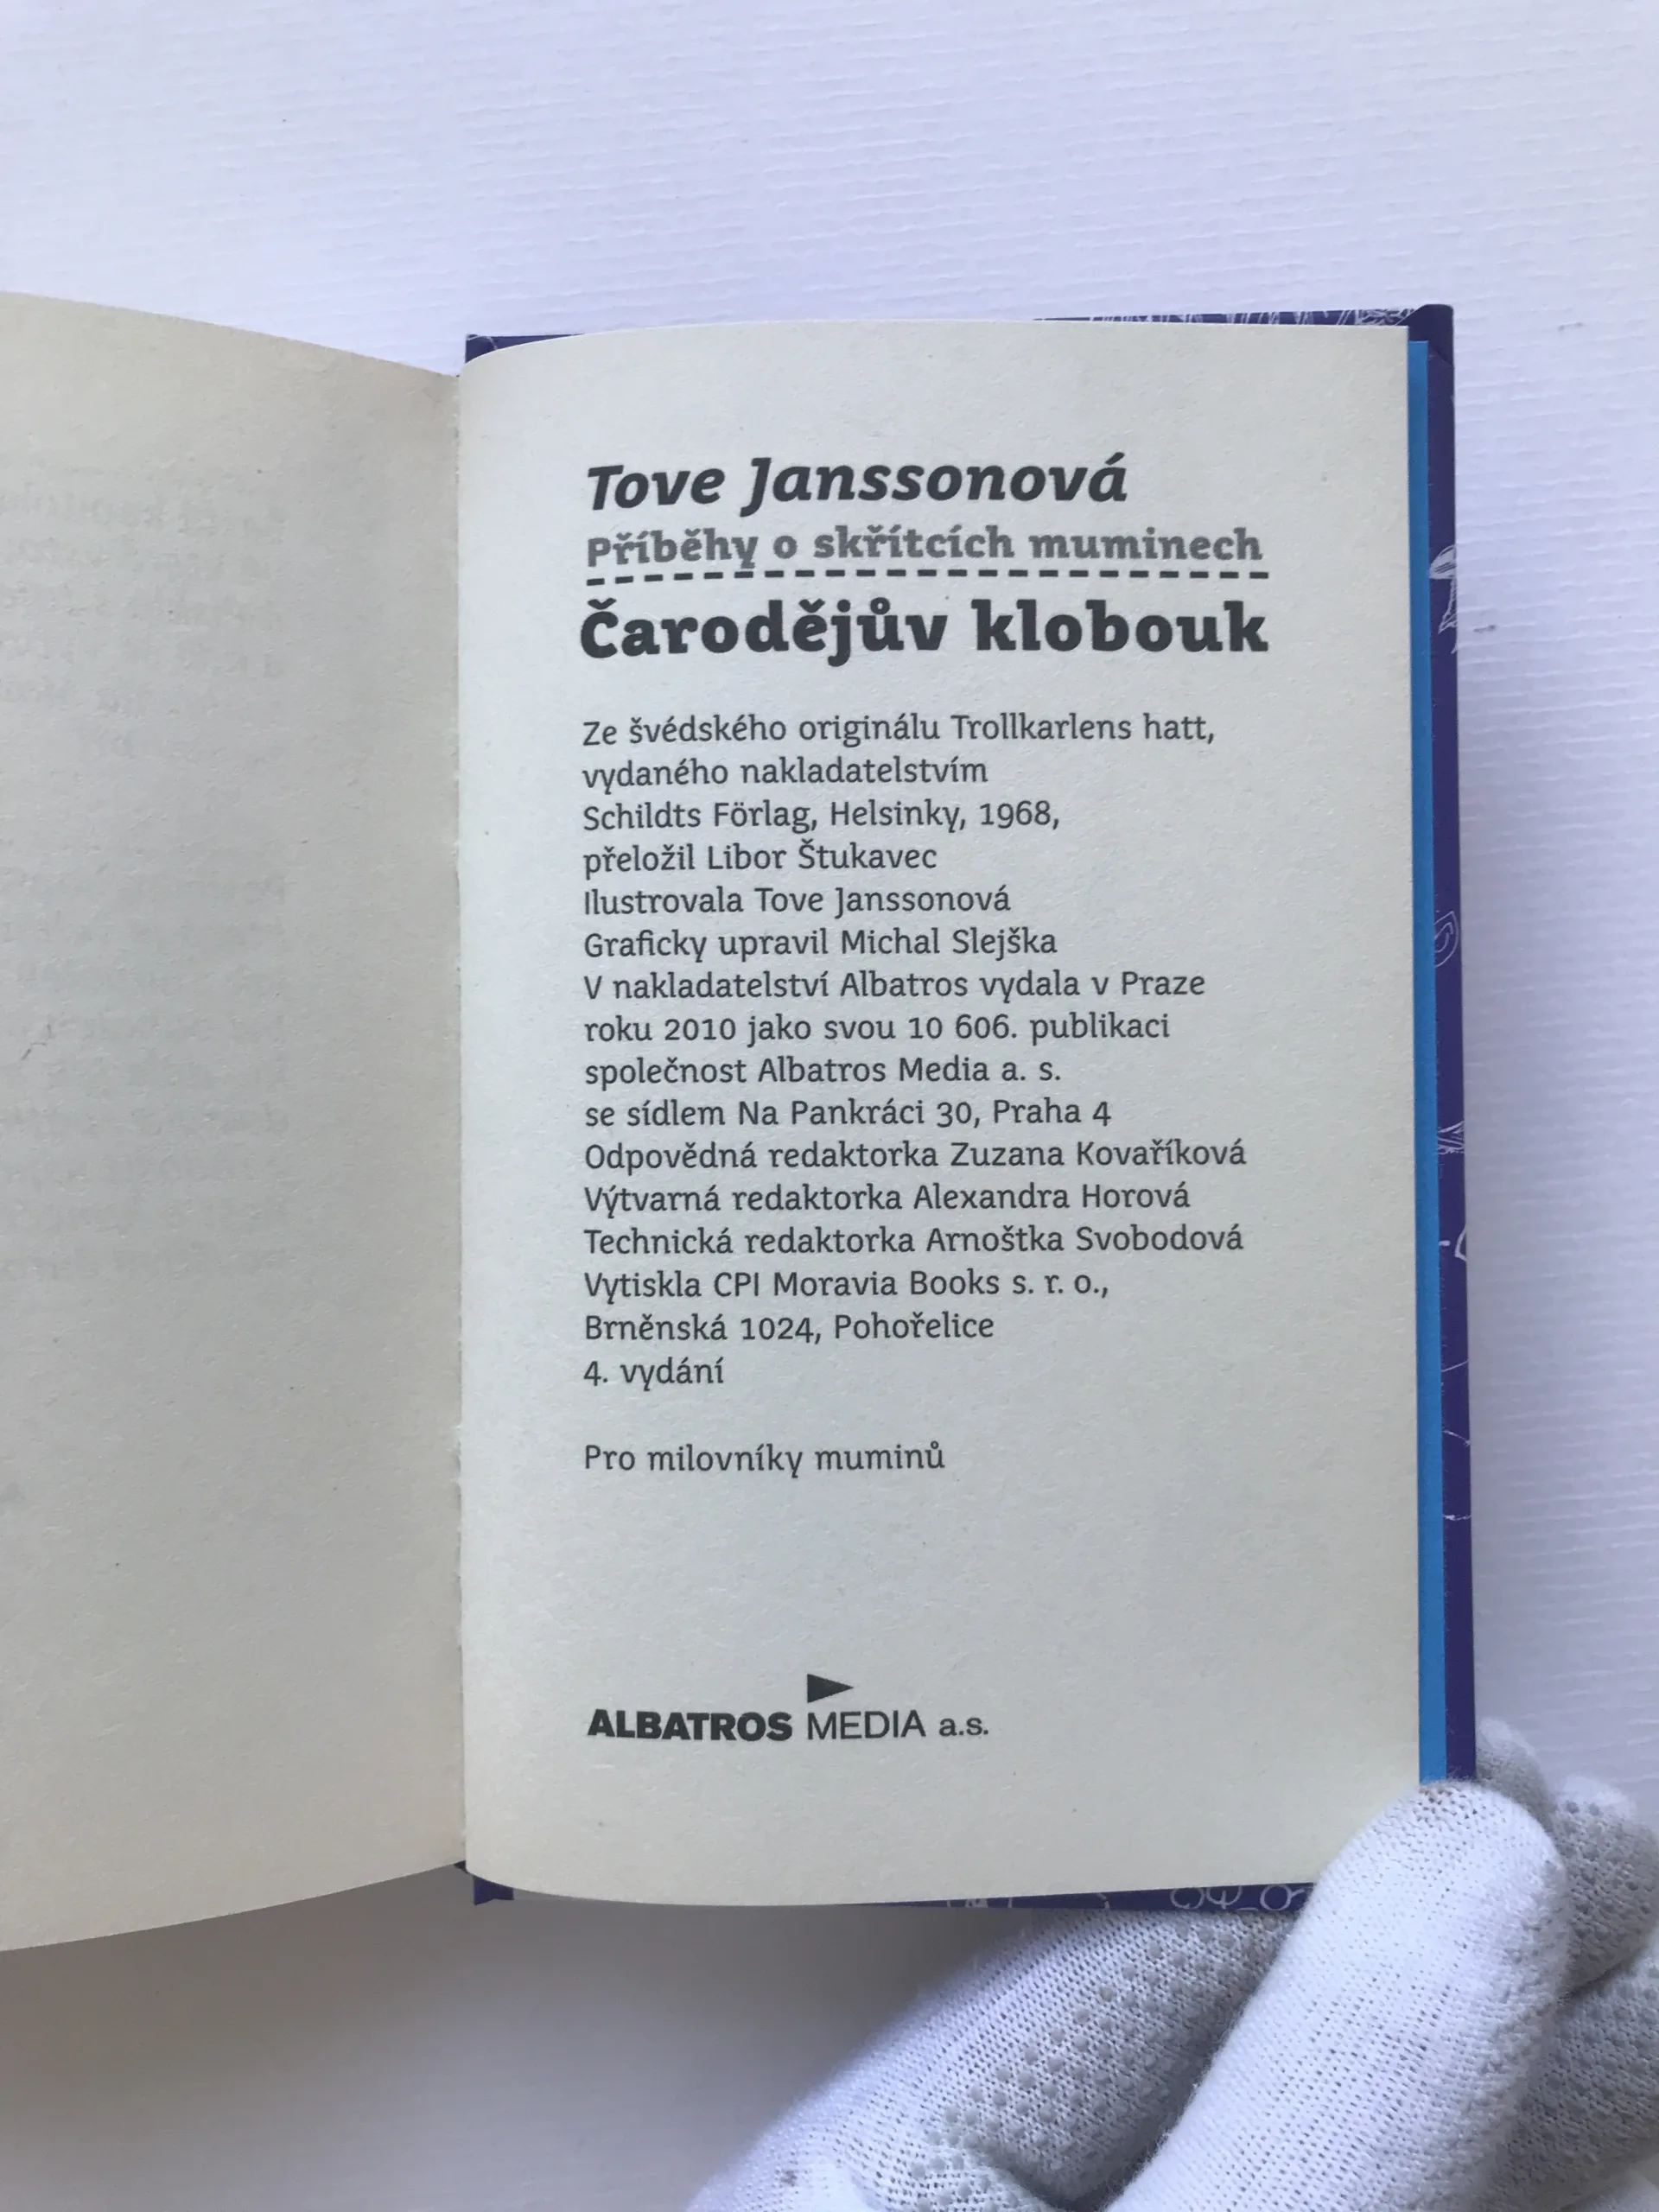 Tove Janssonová
Příběhy o skřítcích muminech
Čarodějův klobouk
Ze švédského originálu Trollkarlens hatt,
vydaného nakladatelstvím
Schildts Förlag, Helsinky, 1968,
přeložil Libor Štukavec
Ilustrovala Tove Janssonová
Graficky upravil Michal Slejška
V nakladatelství Albatros vydala v Praze
roku 2010 jako svou 10 606. publikaci
společnost Albatros Media a. s.
se sídlem Na Pankráci 30, Praha 4
Odpovědná redaktorka Zuzana Kovaříková
Výtvarná redaktorka Alexandra Horová
Technická redaktorka Arnoštka Svobodová
Vytiskla CPI Moravia Books s. r. o.,
Brněnská 1024, Pohořelice
4. vydání
Pro milovníky muminů
ALBATROS MEDIA a.s.